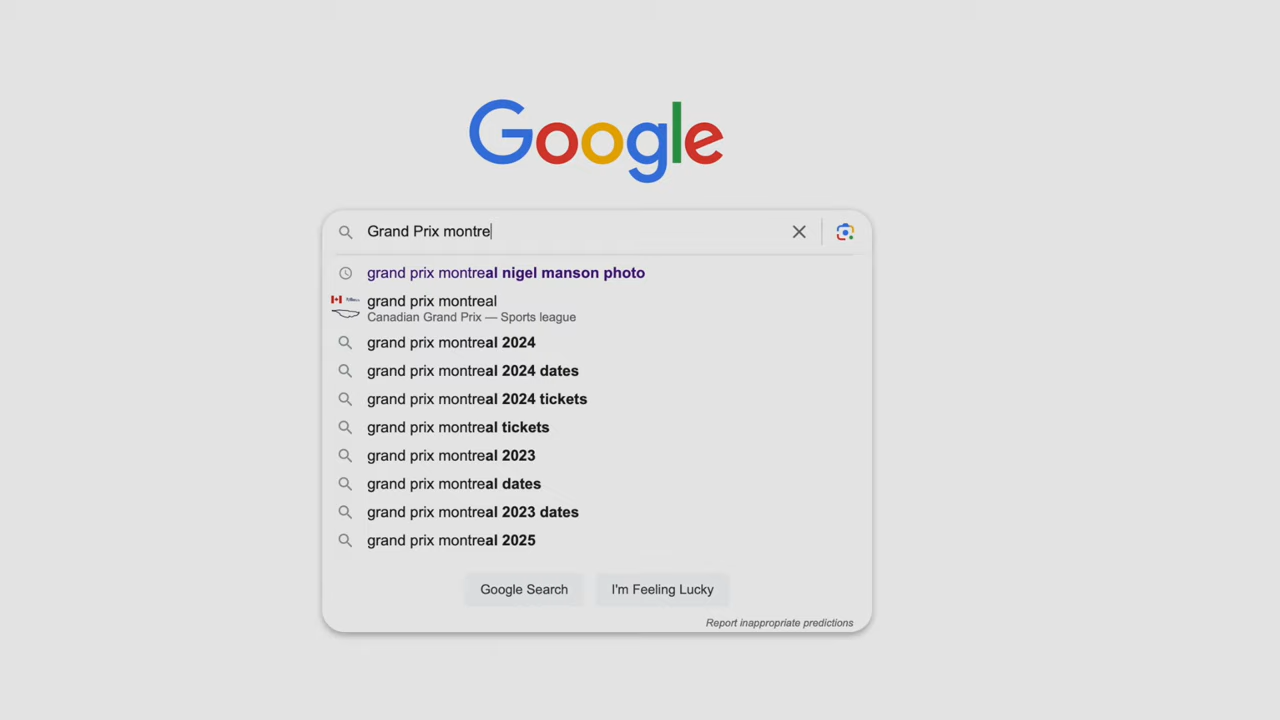 Google
Grand Prix montre
grand prix montreal nigel manson photo
grand prix montreal
Canadian Grand Prix — Sports league
grand prix montreal 2024
grand prix montreal 2024 dates
grand prix montreal 2024 tickets
grand prix montreal tickets
grand prix montreal 2023
grand prix montreal dates
grand prix montreal 2023 dates
grand prix montreal 2025
Google Search
I'm Feeling Lucky
Report inappropriate predictions